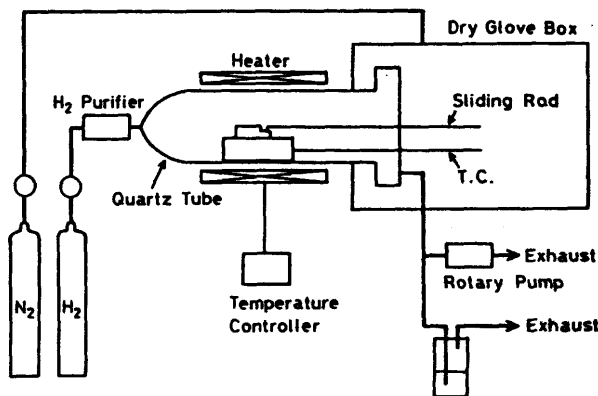 Dry Glove Box
Heater
H₂ Purifier
Sliding Rod
T.C.
Quartz Tube
N₂
H₂
Temperature
Controller
Exhaust
Rotary Pump
Exhaust